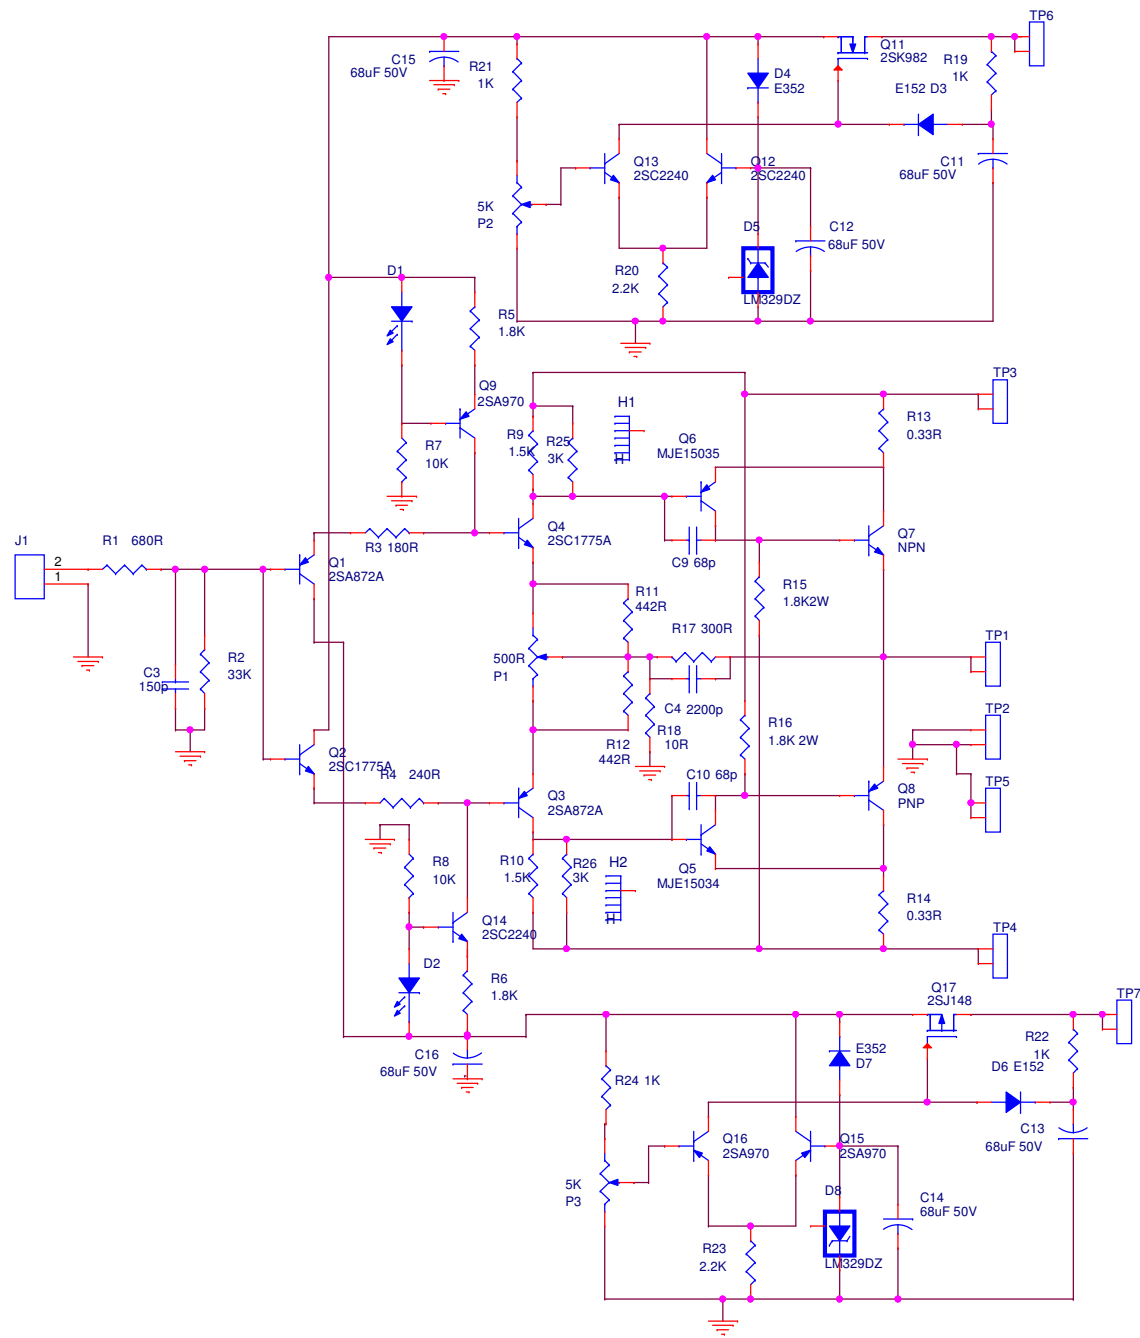 TP6
C15
68uF 50V
R21
1K
D4
E352
Q11
2SK982
R19
1K
E152 D3
Q13
2SC2240
Q12
2SC2240
C11
68uF 50V
5K
P2
D5
C12
68uF 50V
R20
2.2K
LM329DZ
D1
R5
1.8K
Q9
2SA970
R7
10K
R9
1.5K
R25
3K
H1
Q6
MJE15035
TP3
R13
0.33R
J1
2
1
R1 680R
R3 180R
Q4
2SC1775A
Q1
2SA872A
C9 68p
Q7
NPN
R11
442R
R15
1.8K2W
R17 300R
C3
150p
R2
33K
500R
P1
TP1
C4 2200p
R18
10R
R12
442R
R16
1.8K 2W
TP2
Q2
2SC1775A
R4 240R
C10 68p
Q3
2SA872A
Q8
PNP
TP5
R8
10K
R10
1.5K
R26
3K
H2
Q5
MJE15034
Q14
2SC2240
R14
0.33R
TP4
D2
R6
1.8K
C16
68uF 50V
Q17
2SJ148
TP7
E352
D7
R22
1K
D6 E152
R24 1K
C13
68uF 50V
Q16
2SA970
Q15
2SA970
5K
P3
D8
C14
68uF 50V
R23
2.2K
LM329DZ